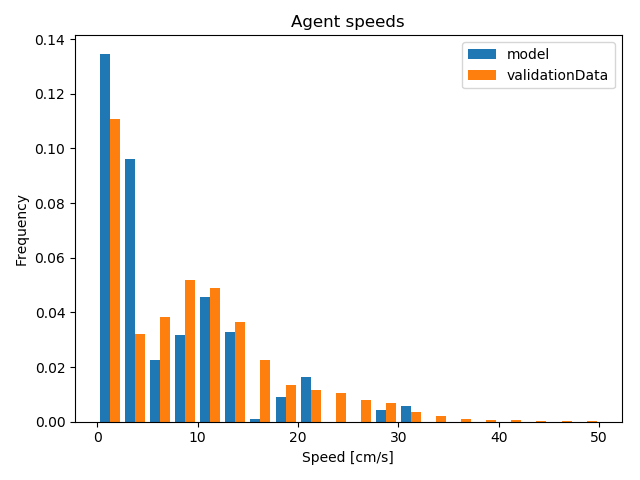 Agent speeds
model
validationData
Frequency
0.14
0.12
0.10
0.08
0.06
0.04
0.02
0.00
0 10 20 30 40 50
Speed [cm/s]